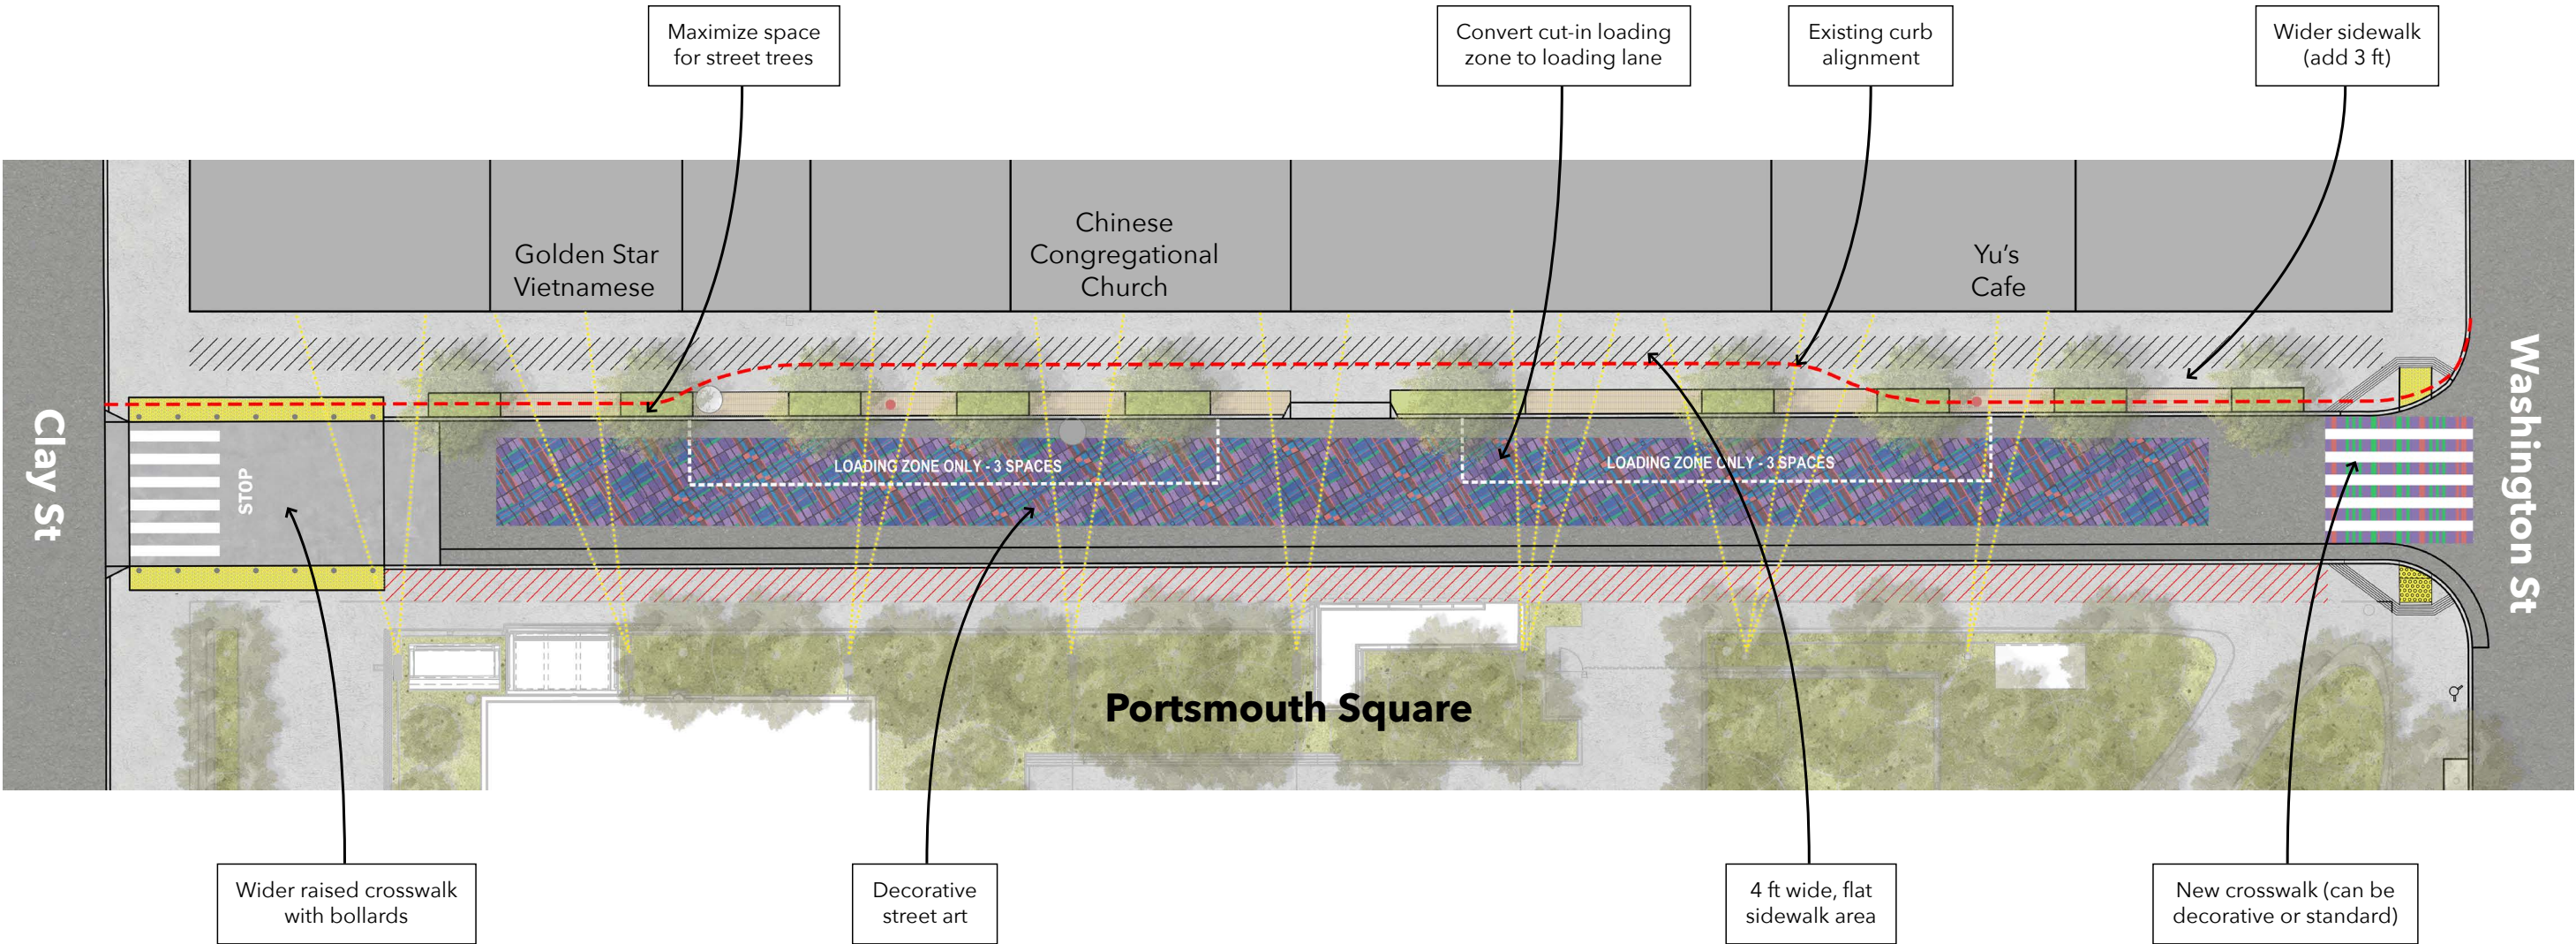 Maximize space
for street trees
Convert cut-in loading
zone to loading lane
Existing curb
alignment
Wider sidewalk
(add 3 ft)
Golden Star
Vietnamese
Chinese
Congregational
Church
Yu's
Cafe
Clay St
STOP
LOADING ZONE ONLY - 3 SPACES
LOADING ZONE ONLY - 3 SPACES
Washington St
Portsmouth Square
Wider raised crosswalk
with bollards
Decorative
street art
4 ft wide, flat
sidewalk area
New crosswalk (can be
decorative or standard)